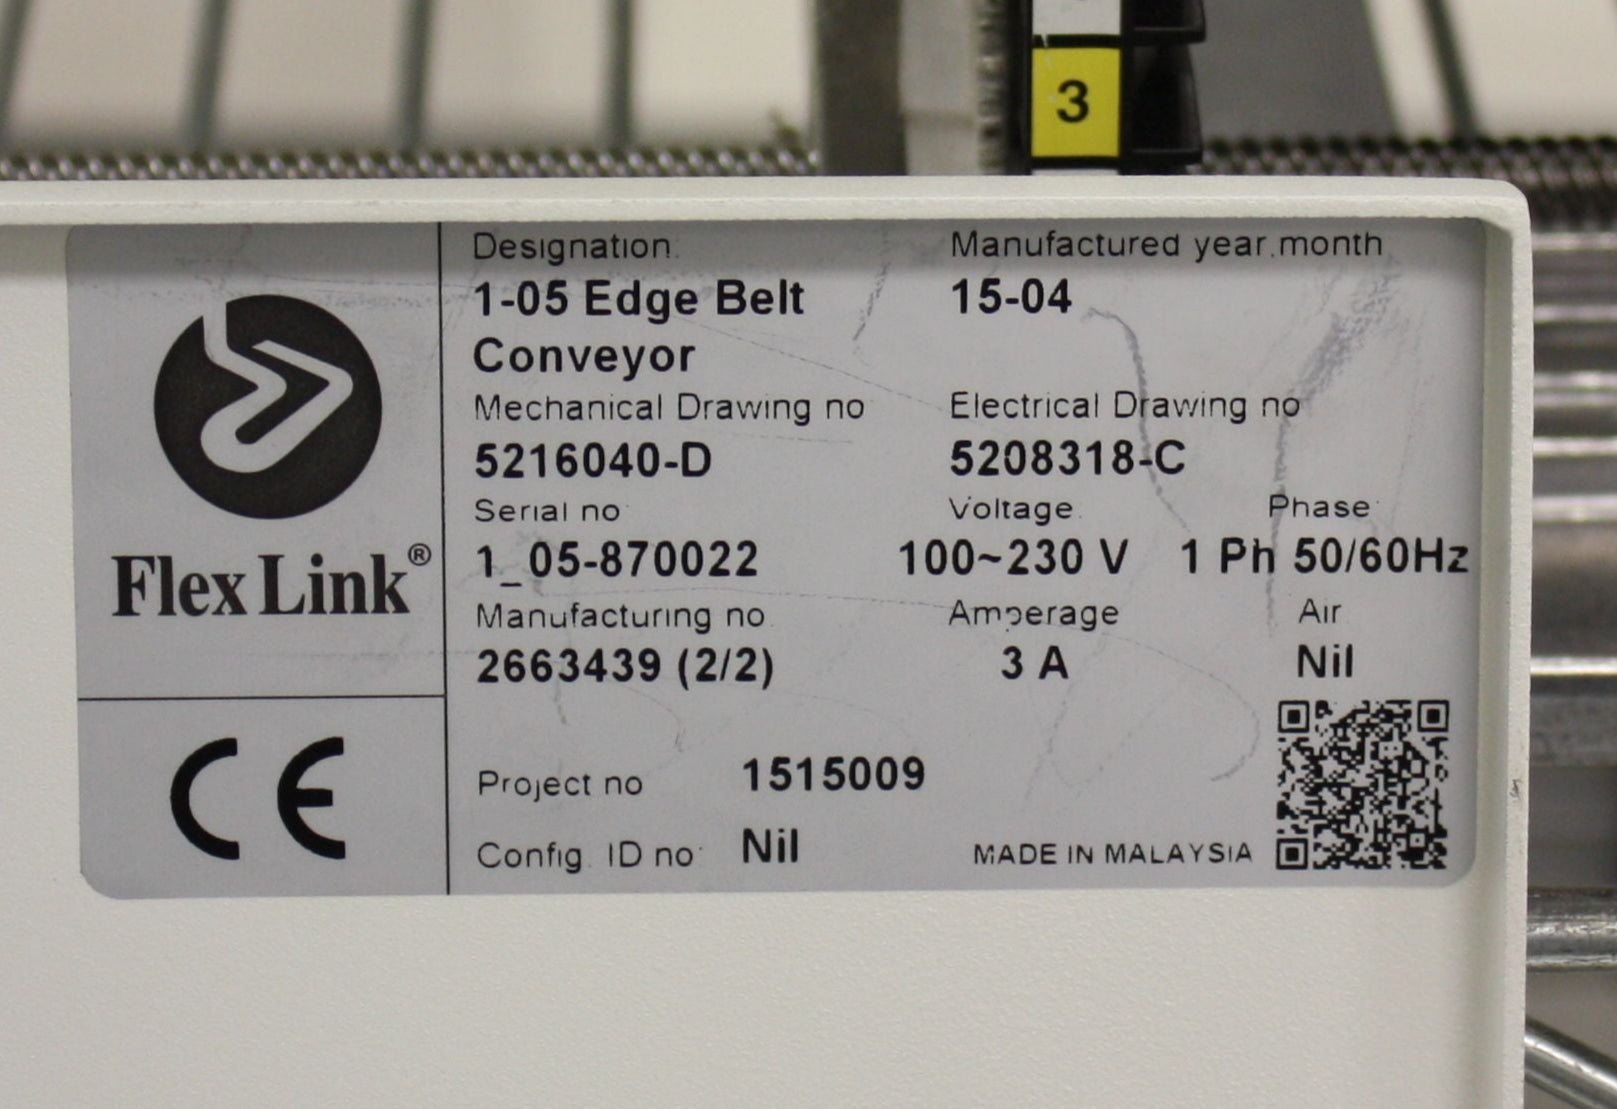 3
Designation: Manufactured year.month
1-05 Edge Belt 15-04
Conveyor
Mechanical Drawing no Electrical Drawing no
5216040-D 5208318-C
Serial no Voltage Phase
1_05-870022 100~230 V 1 Ph 50/60Hz
Manufacturing no Amperage Air
2663439 (2/2) 3 A Nil
Project no 1515009
Config. ID no Nil MADE IN MALAYSIA
Flex Link®
CE